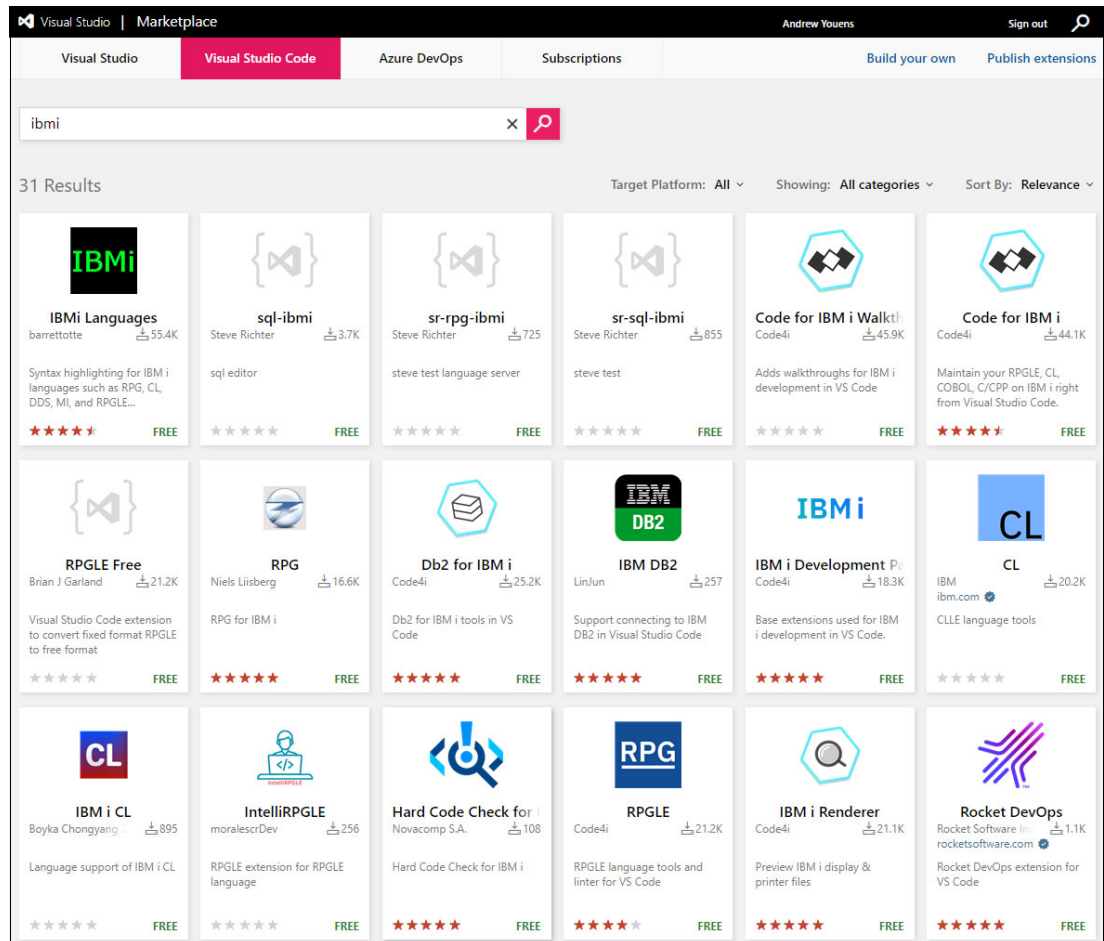 Visual Studio | Marketplace
Andrew Youens
Sign out
Visual Studio
Visual Studio Code
Azure DevOps
Subscriptions
Build your own
Publish extensions
ibmi
31 Results
Target Platform: All
Showing: All categories
Sort By: Relevance
IBMi
IBMi Languages
barrettotte 55.4K
Syntax highlighting for IBM i
languages such as RPG, CL,
DDS, MI, and RPGLE...
FREE
sql-ibmi
Steve Richter 3.7K
sql editor
FREE
sr-rpg-ibmi
Steve Richter 725
steve test language server
FREE
sr-sql-ibmi
Steve Richter 855
steve test
FREE
Code for IBM i Walkth
Code4i 45.9K
Adds walkthroughs for IBM i
development in VS Code
FREE
Code for IBM i
Code4i 44.1K
Maintain your RPGLE, CL,
COBOL, C/CPP on IBM i right
from Visual Studio Code.
FREE
RPGLE Free
Brian J Garland 21.2K
Visual Studio Code extension
to convert fixed format RPGLE
to free format
FREE
RPG
Niels Liisberg 16.6K
RPG for IBM i
FREE
Db2 for IBM i
Code4i 25.2K
Db2 for IBM i tools in VS
Code
FREE
IBM
DB2
IBM DB2
LinJun 257
Support connecting to IBM
DB2 in Visual Studio Code
FREE
IBM i
IBM i Development Pa
Code4i 18.3K
Base extensions used for IBM
i development in VS Code.
FREE
CL
CL
IBM 20.2K
ibm.com
CLLE language tools
FREE
CL
IBM i CL
Boyka Chongyang 895
Language support of IBM i CL
FREE
IntelliRPGLE
IntelliRPGLE
moralescrDev 256
RPGLE extension for RPGLE
language
FREE
Hard Code Check for I
Novacomp S.A. 108
Hard Code Check for IBM i
FREE
RPG
RPGLE
Code4i 21.2K
RPGLE language tools and
linter for VS Code
FREE
IBM i Renderer
Code4i 21.1K
Preview IBM i display &
printer files
FREE
Rocket DevOps
Rocket Software In 1.1K
rocketsoftware.com
Rocket DevOps extension for
VS Code
FREE